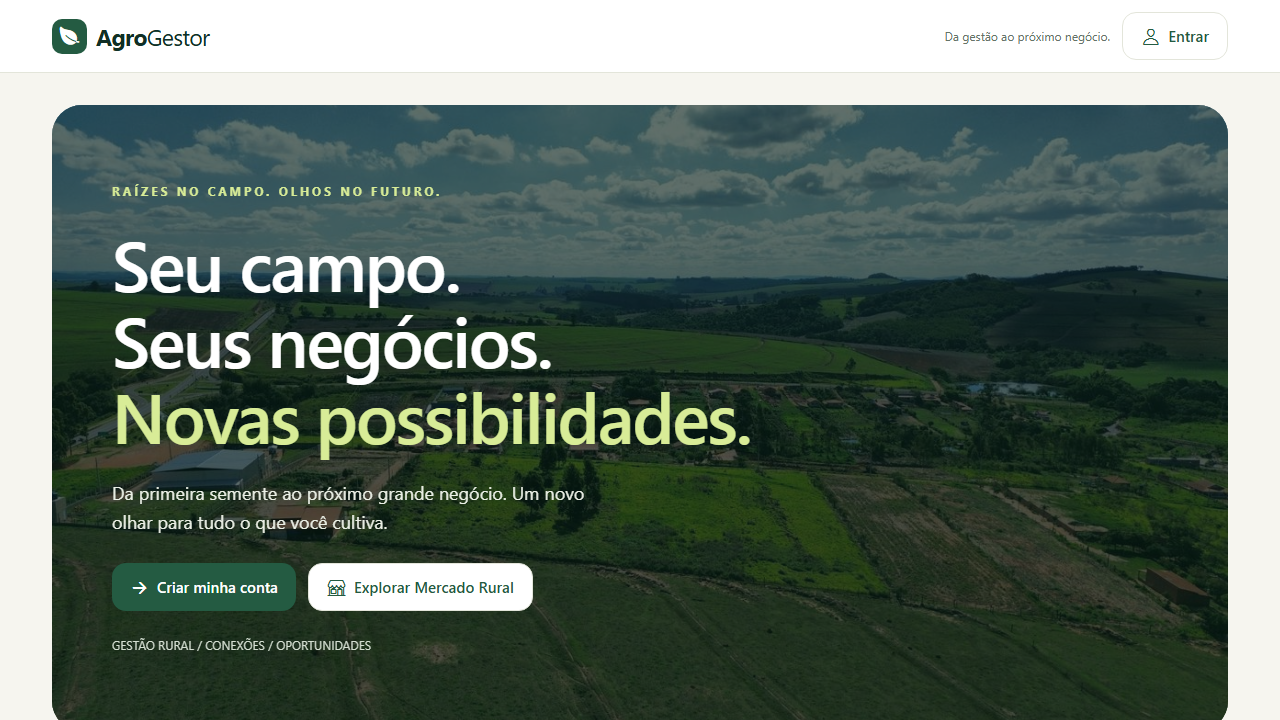 AgroGestor
Da gestão ao próximo negócio.
Entrar
RAÍZES NO CAMPO. OLHOS NO FUTURO.
Seu campo.
Seus negócios.
Novas possibilidades.
Da primeira semente ao próximo grande negócio. Um novo
olhar para tudo o que você cultiva.
Criar minha conta
Explorar Mercado Rural
GESTÃO RURAL / CONEXÕES / OPORTUNIDADES